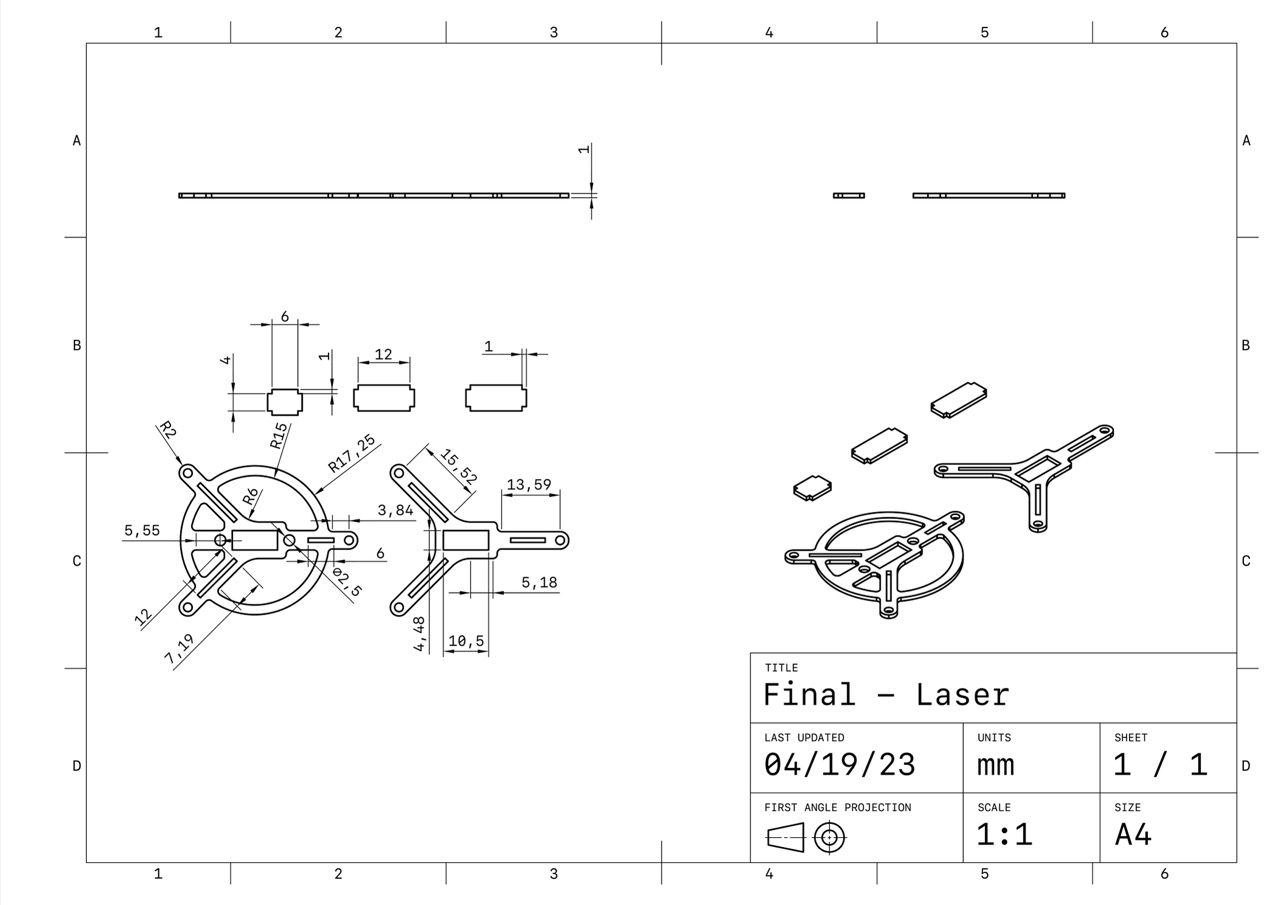 1 2 3 4 5 6
A A
1
B B
6
4
1
12
1
R2
R15
R17,25
R6
15,52
13,59
3,84
5,55
6
⌀2,5
C C
5,18
12
7,19
4,48
10,5
TITLE
Final – Laser
LAST UPDATED UNITS SHEET
04/19/23 mm 1 / 1
D D
FIRST ANGLE PROJECTION SCALE SIZE
1:1 A4
1 2 3 4 5 6